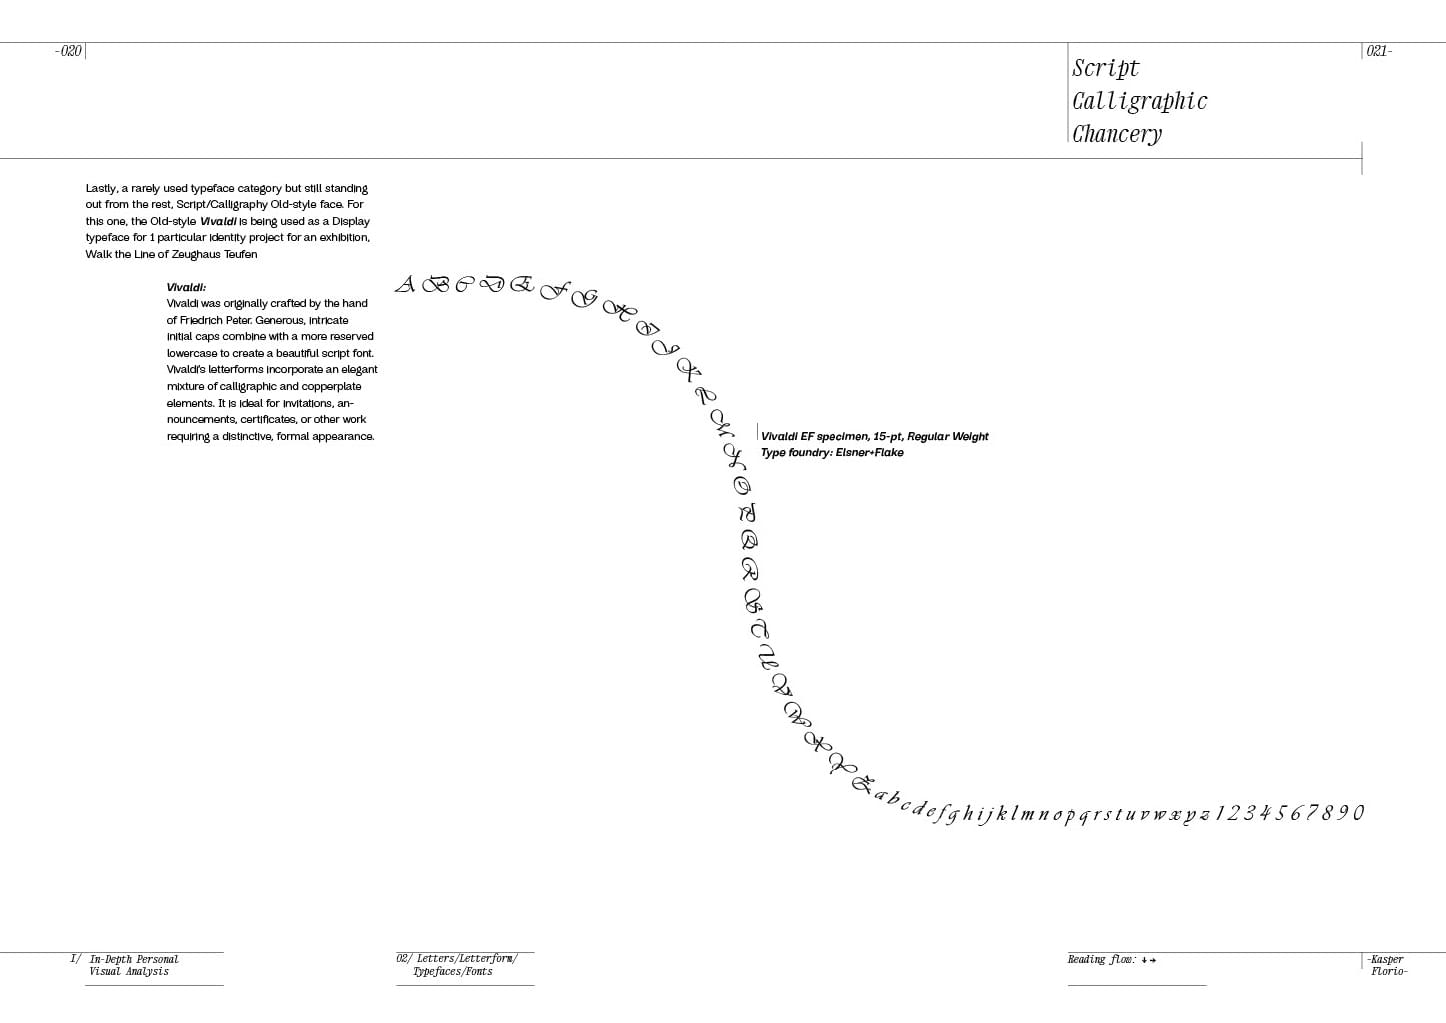 -020
021-
Script
Calligraphic
Chancery
Lastly, a rarely used typeface category but still standing
out from the rest, Script/Calligraphy Old-style face. For
this one, the Old-style Vivaldi is being used as a Display
typeface for 1 particular identity project for an exhibition,
Walk the Line of Zeughaus Teufen
Vivaldi:
Vivaldi was originally crafted by the hand
of Friedrich Peter. Generous, intricate
initial caps combine with a more reserved
lowercase to create a beautiful script font.
Vivaldi's letterforms incorporate an elegant
mixture of calligraphic and copperplate
elements. It is ideal for invitations, an-
nouncements, certificates, or other work
requiring a distinctive, formal appearance.
A B C D E F G H I J K L M N O P Q R S T U V W X Y Z a b c d e f g h i j k l m n o p q r s t u v w x y z 1 2 3 4 5 6 7 8 9 0
Vivaldi EF specimen, 15-pt, Regular Weight
Type foundry: Elsner+Flake
I/ In-Depth Personal
Visual Analysis
02/ Letters/Letterform/
Typefaces/Fonts
Reading flow: ↓→
-Kasper
Florio-